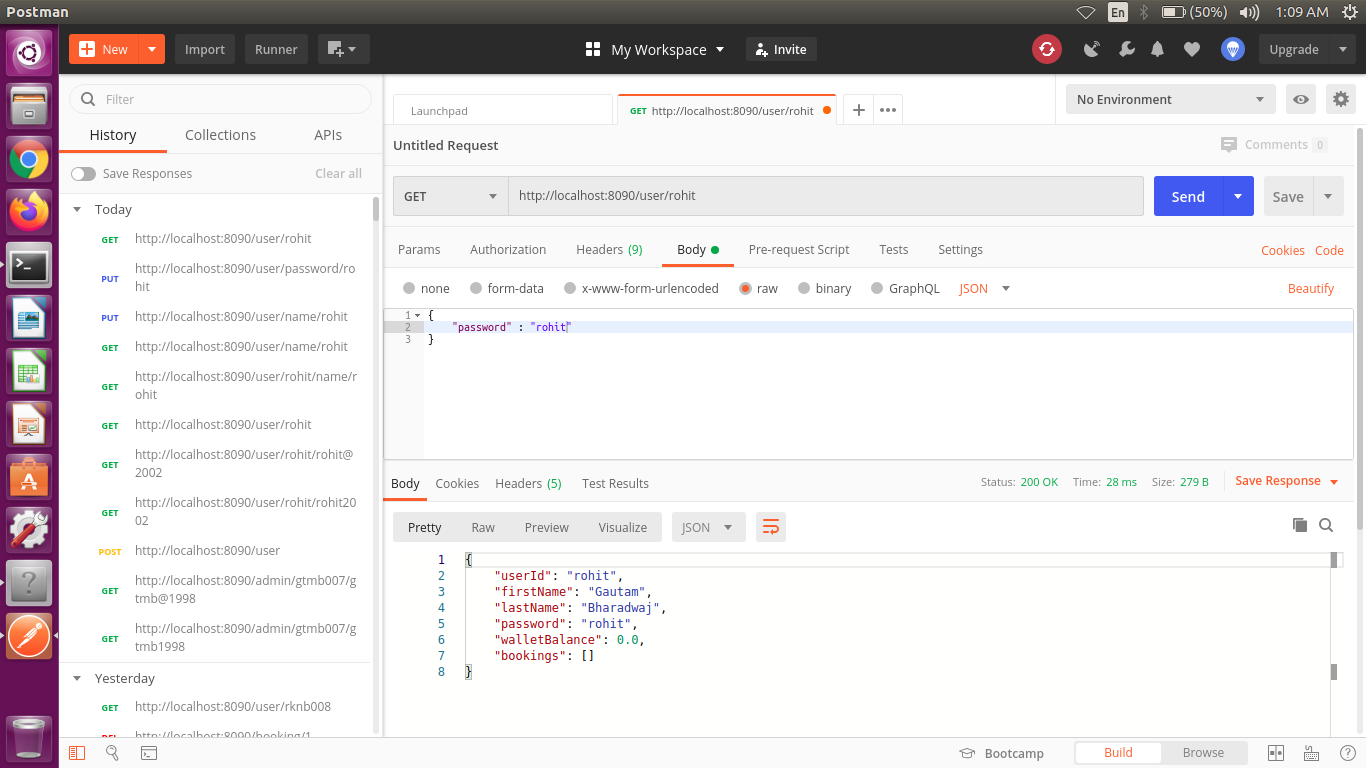 Postman
En
(50%)
1:09 AM
New
Import
Runner
My Workspace
Invite
Upgrade
Filter
History
Collections
APIs
Save Responses
Clear all
Today
GET http://localhost:8090/user/rohit
PUT http://localhost:8090/user/password/ro
hit
PUT http://localhost:8090/user/name/rohit
GET http://localhost:8090/user/name/rohit
GET http://localhost:8090/user/rohit/name/r
ohit
GET http://localhost:8090/user/rohit
GET http://localhost:8090/user/rohit/rohit@
2002
GET http://localhost:8090/user/rohit/rohit20
02
POST http://localhost:8090/user
GET http://localhost:8090/admin/gtmb007/g
tmb@1998
GET http://localhost:8090/admin/gtmb007/g
tmb1998
Yesterday
GET http://localhost:8090/user/rknb008
DEL http://localhost:8090/booking/1
Launchpad
GET http://localhost:8090/user/rohit
No Environment
Untitled Request
Comments 0
GET
http://localhost:8090/user/rohit
Send
Save
Params
Authorization
Headers (9)
Body
Pre-request Script
Tests
Settings
Cookies
Code
none
form-data
x-www-form-urlencoded
raw
binary
GraphQL
JSON
Beautify
1 {
2 "password" : "rohit"
3 }
Body
Cookies
Headers (5)
Test Results
Status: 200 OK
Time: 28 ms
Size: 279 B
Save Response
Pretty
Raw
Preview
Visualize
JSON
1 {
2 "userId": "rohit",
3 "firstName": "Gautam",
4 "lastName": "Bharadwaj",
5 "password": "rohit",
6 "walletBalance": 0.0,
7 "bookings": []
8 }
Bootcamp
Build
Browse